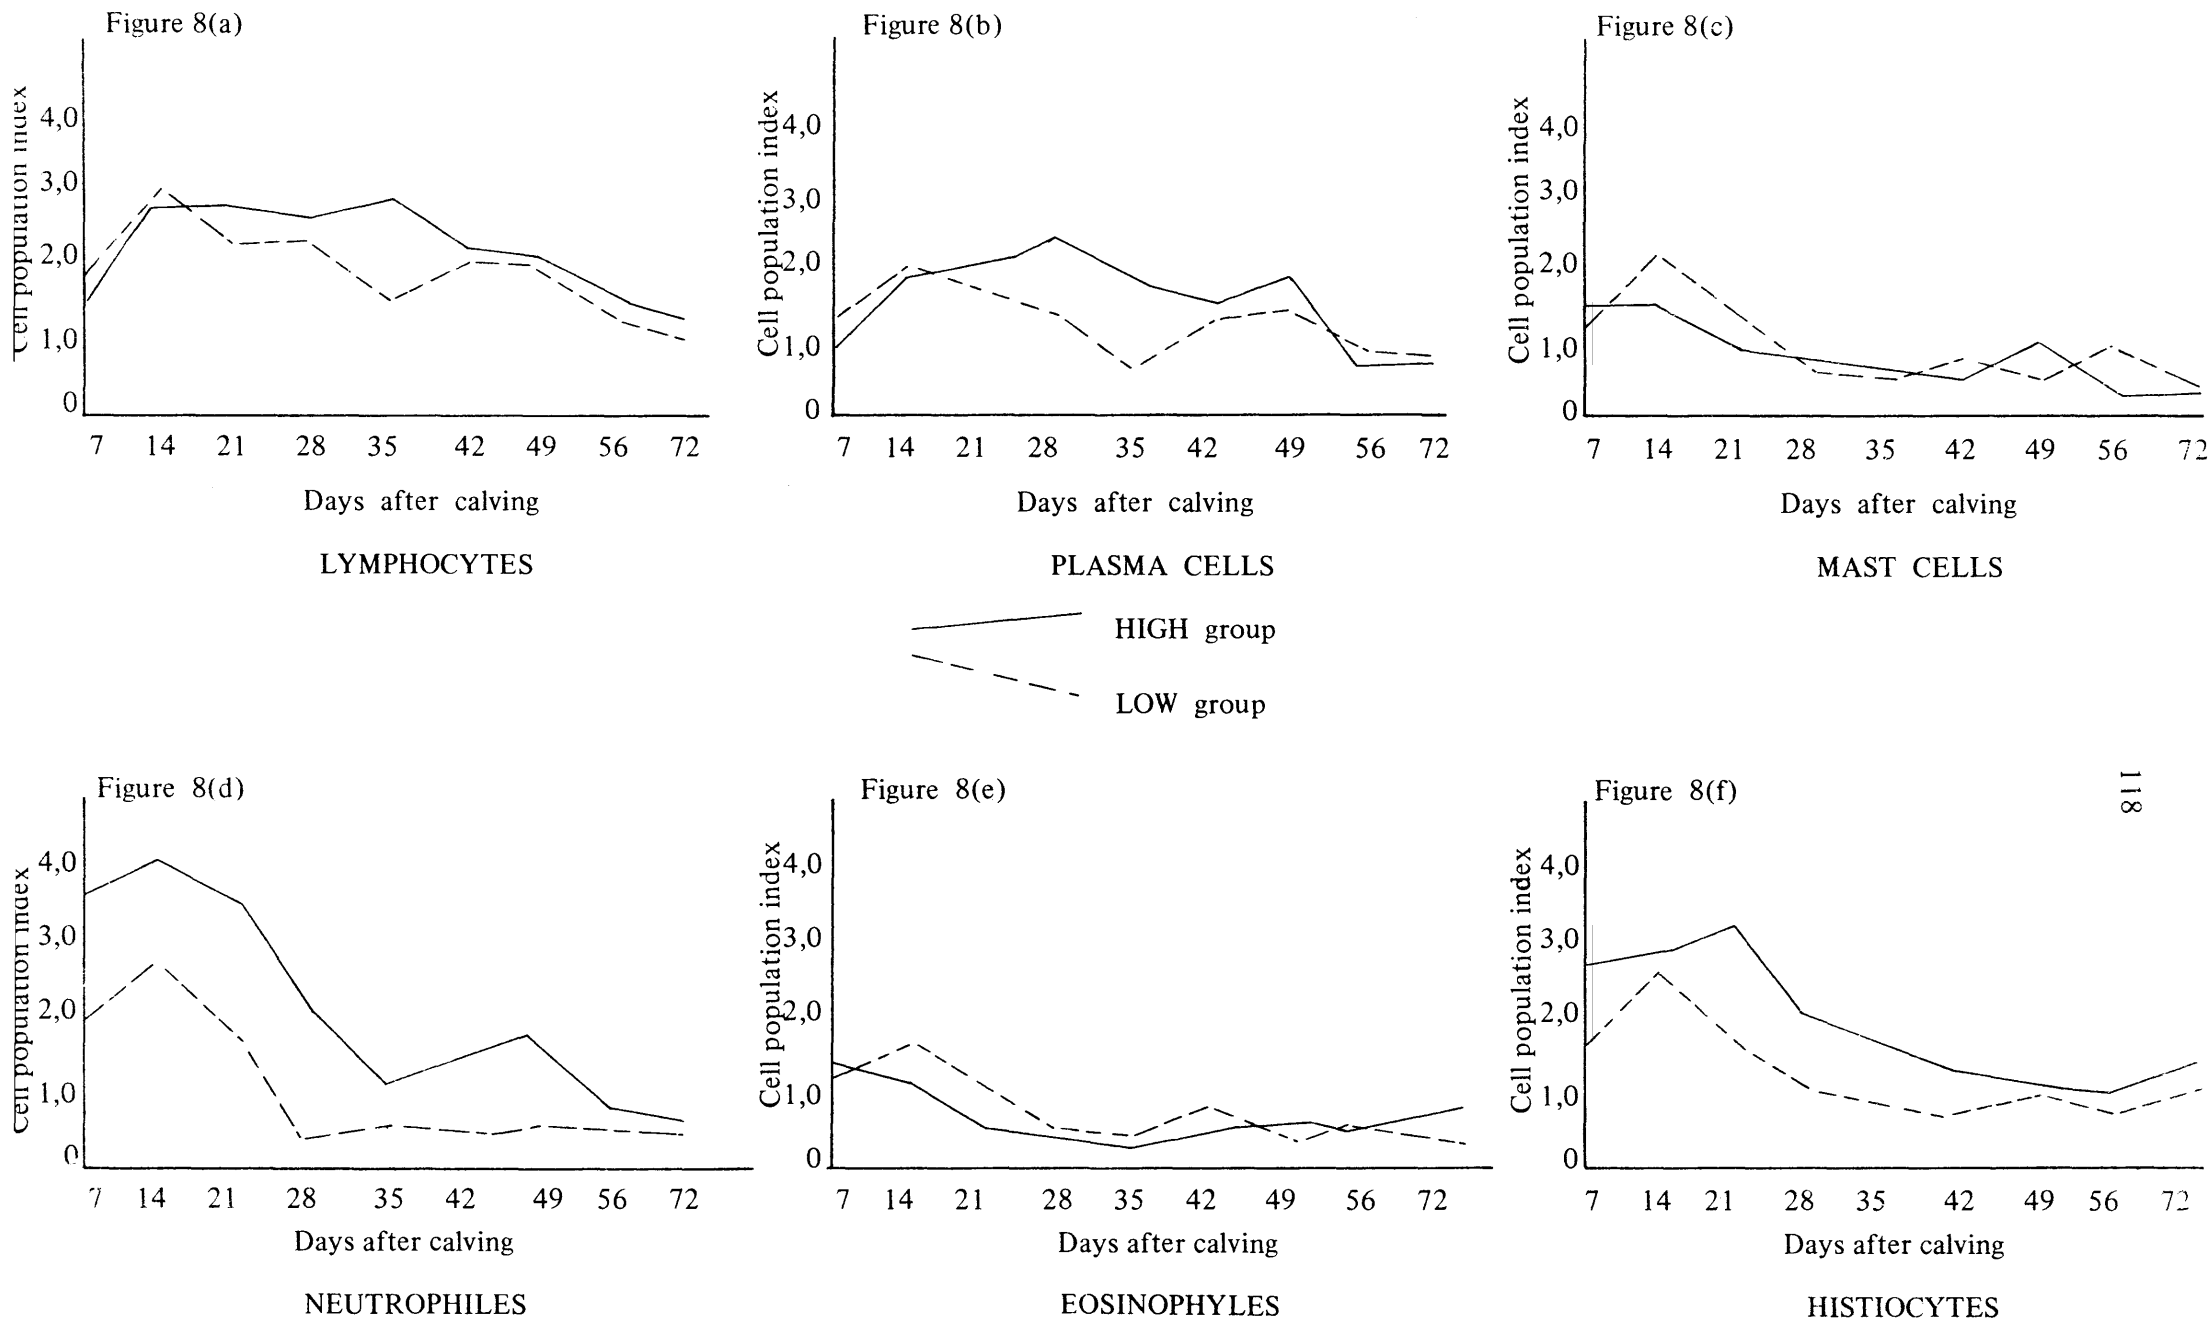 Figure 8(a)
Cell population index
4,0
3,0
2,0
1,0
0
7 14 21 28 35 42 49 56 72
Days after calving
LYMPHOCYTES
Figure 8(b)
Cell population index
4,0
3,0
2,0
1,0
0
7 14 21 28 35 42 49 56 72
Days after calving
PLASMA CELLS
Figure 8(c)
Cell population index
4,0
3,0
2,0
1,0
0
7 14 21 28 35 42 49 56 72
Days after calving
MAST CELLS
HIGH group
LOW group
Figure 8(d)
Cell population index
4,0
3,0
2,0
1,0
0
7 14 21 28 35 42 49 56 72
Days after calving
NEUTROPHILES
Figure 8(e)
Cell population index
4,0
3,0
2,0
1,0
0
7 14 21 28 35 42 49 56 72
Days after calving
EOSINOPHYLES
Figure 8(f)
Cell population index
4,0
3,0
2,0
1,0
0
7 14 21 28 35 42 49 56 72
Days after calving
HISTIOCYTES
118